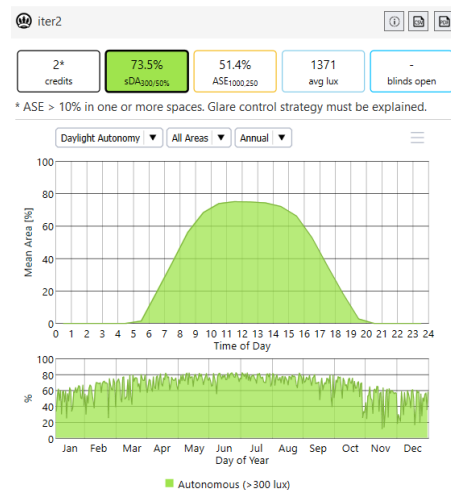 iter2
2*
credits
73.5%
sDA300/50%
51.4%
ASE1000,250
1371
avg lux
-
blinds open
* ASE > 10% in one or more spaces. Glare control strategy must be explained.
Daylight Autonomy ▼ All Areas ▼ Annual ▼
Mean Area [%]
100
80
60
40
20
0
0 1 2 3 4 5 6 7 8 9 10 11 12 13 14 15 16 17 18 19 20 21 22 23 24
Time of Day
%
100
80
60
40
20
0
Jan Feb Mar Apr May Jun Jul Aug Sep Oct Nov Dec
Day of Year
Autonomous (>300 lux)